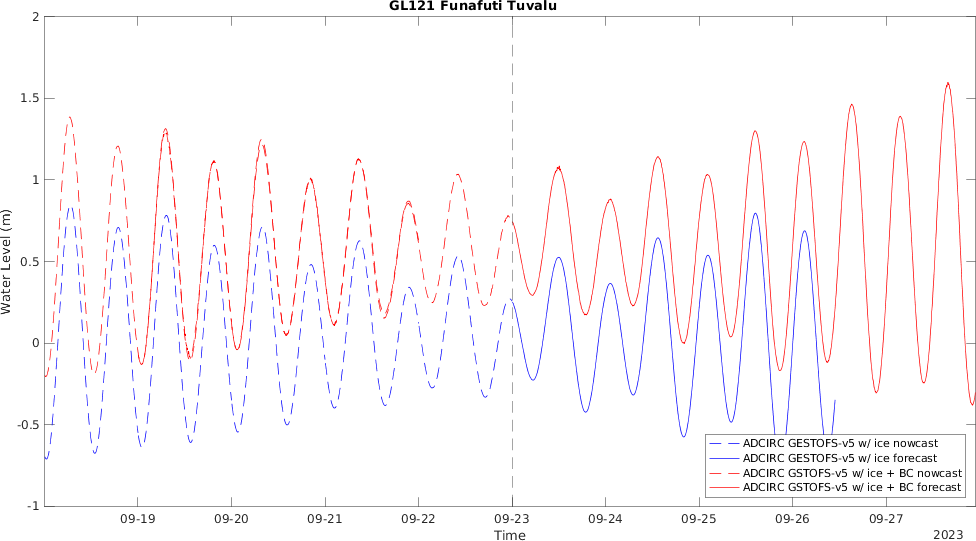 GL121 Funafuti Tuvalu
2
1.5
1
0.5
0
-0.5
-1
Water Level (m)
ADCIRC GESTOFS-v5 w/ ice nowcast
ADCIRC GESTOFS-v5 w/ ice forecast
ADCIRC GSTOFS-v5 w/ ice + BC nowcast
ADCIRC GSTOFS-v5 w/ ice + BC forecast
09-19 09-20 09-21 09-22 09-23 09-24 09-25 09-26 09-27
Time
2023